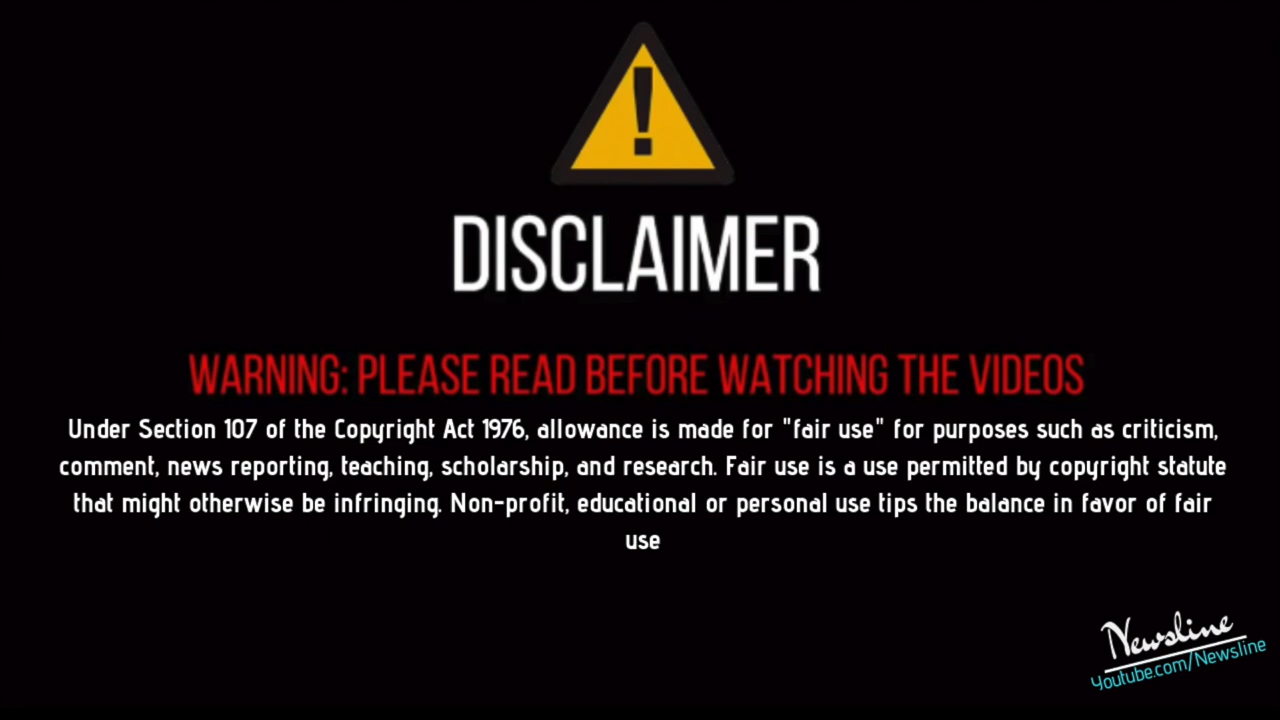 !
DISCLAIMER
WARNING: PLEASE READ BEFORE WATCHING THE VIDEOS
Under Section 107 of the Copyright Act 1976, allowance is made for "fair use" for purposes such as criticism,
comment, news reporting, teaching, scholarship, and research. Fair use is a use permitted by copyright statute
that might otherwise be infringing. Non-profit, educational or personal use tips the balance in favor of fair
use
Newsline
Youtube.com/Newsline